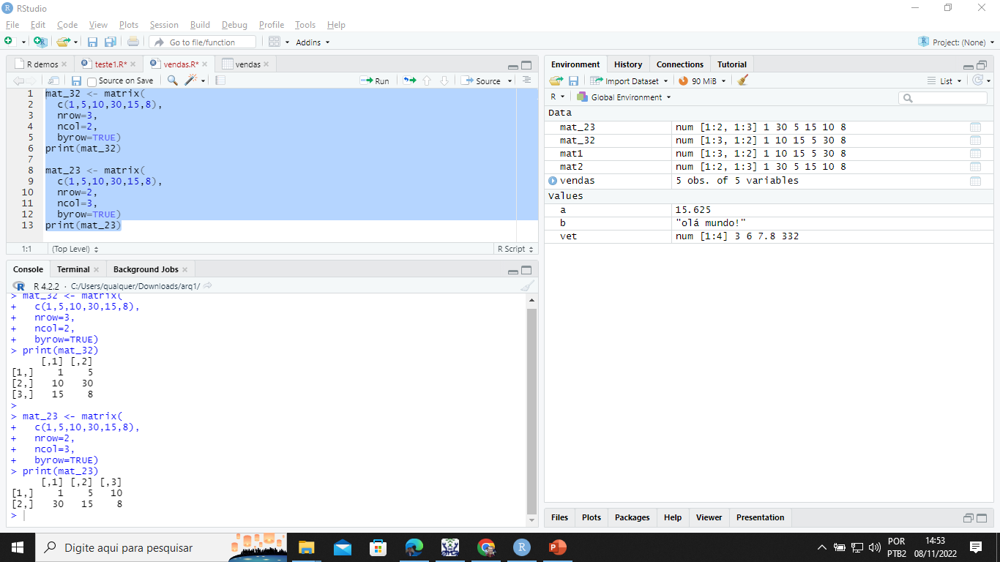 RStudio
File Edit Code View Plots Session Build Debug Profile Tools Help
Go to file/function Addins Project: (None)
R demos teste1.R* vendas.R* vendas
Source on Save Run Source
1 mat_32 <- matrix(
2 c(1,5,10,30,15,8),
3 nrow=3,
4 ncol=2,
5 byrow=TRUE)
6 print(mat_32)
7
8 mat_23 <- matrix(
9 c(1,5,10,30,15,8),
10 nrow=2,
11 ncol=3,
12 byrow=TRUE)
13 print(mat_23)
1:1 (Top Level) R Script
Console Terminal Background Jobs
R 4.2.2 · C:/Users/qualquer/Downloads/arq1/
> mat_32 <- matrix(
+ c(1,5,10,30,15,8),
+ nrow=3,
+ ncol=2,
+ byrow=TRUE)
> print(mat_32)
[,1] [,2]
[1,] 1 5
[2,] 10 30
[3,] 15 8
>
> mat_23 <- matrix(
+ c(1,5,10,30,15,8),
+ nrow=2,
+ ncol=3,
+ byrow=TRUE)
> print(mat_23)
[,1] [,2] [,3]
[1,] 1 5 10
[2,] 30 15 8
>
Environment History Connections Tutorial
Import Dataset 90 MiB List
R Global Environment
Data
mat_23 num [1:2, 1:3] 1 30 5 15 10 8
mat_32 num [1:3, 1:2] 1 10 15 5 30 8
mat1 num [1:3, 1:2] 1 10 15 5 30 8
mat2 num [1:2, 1:3] 1 30 5 15 10 8
vendas 5 obs. of 5 variables
Values
a 15.625
b "olá mundo!"
vet num [1:4] 3 6 7.8 332
Files Plots Packages Help Viewer Presentation
Digite aqui para pesquisar
POR 14:53
PTB2 08/11/2022